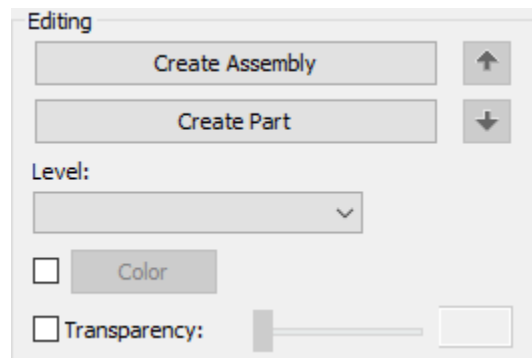 Editing
Create Assembly
Create Part
Level:
Color
Transparency: